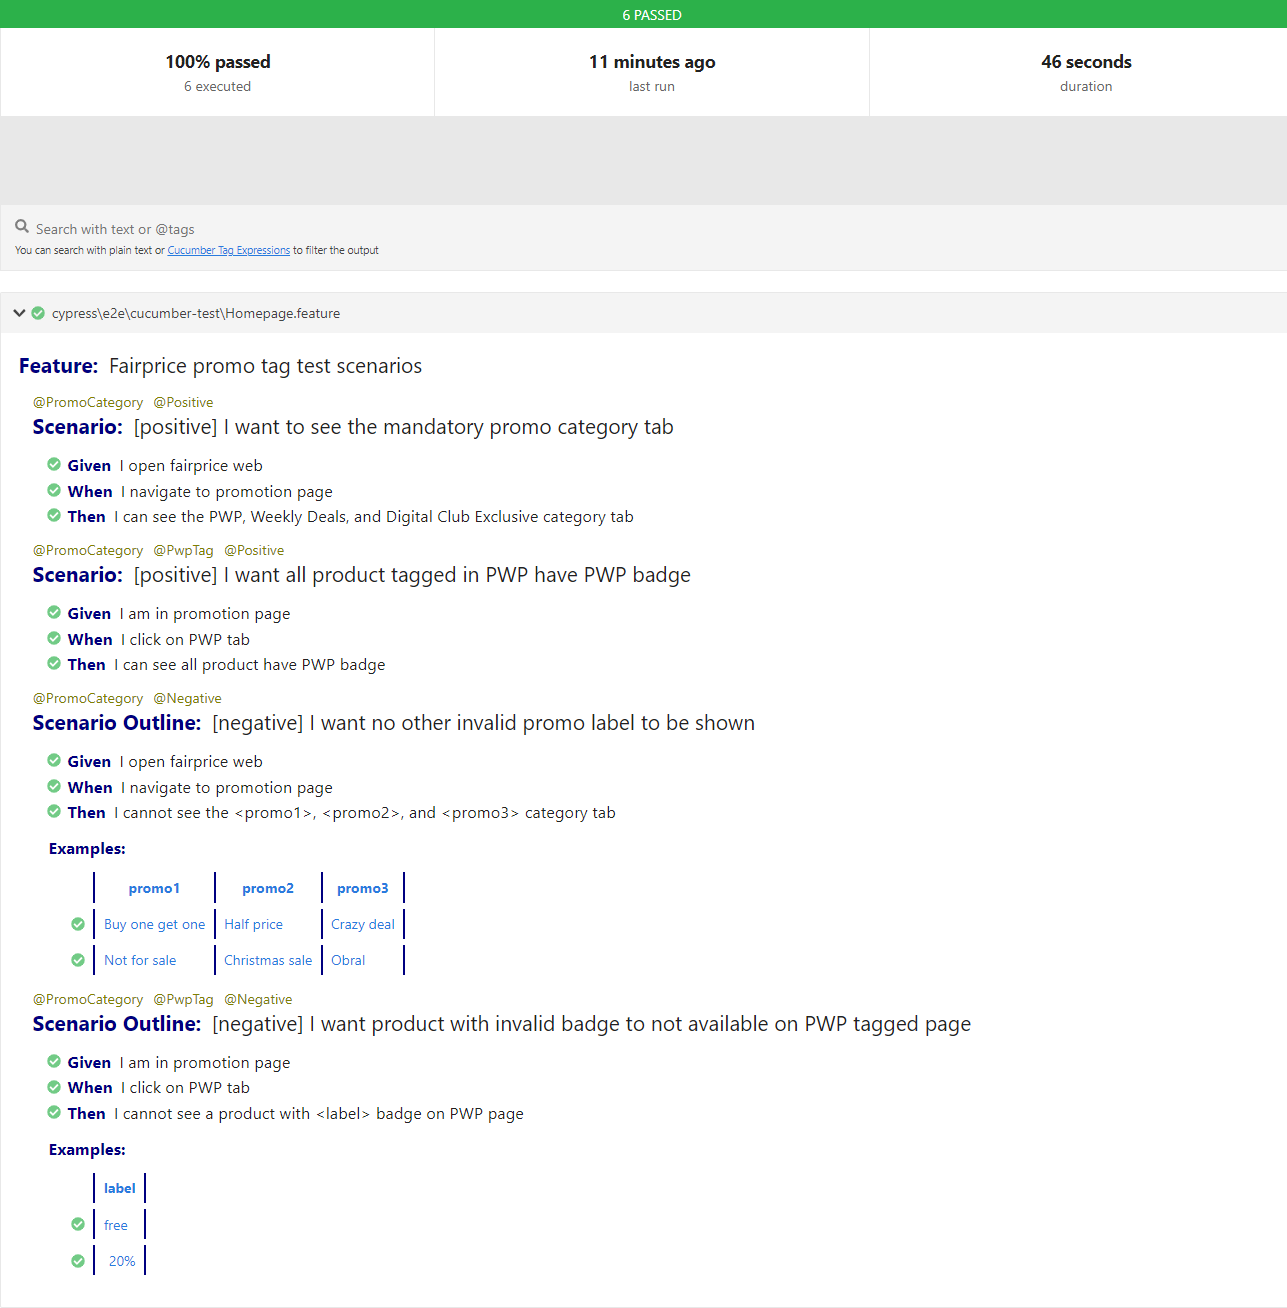 6 PASSED
100% passed
6 executed
11 minutes ago
last run
46 seconds
duration
Search with text or @tags
You can search with plain text or Cucumber Tag Expressions to filter the output
cypress\e2e\cucumber-test\Homepage.feature
Feature: Fairprice promo tag test scenarios
@PromoCategory @Positive
Scenario: [positive] I want to see the mandatory promo category tab
Given I open fairprice web
When I navigate to promotion page
Then I can see the PWP, Weekly Deals, and Digital Club Exclusive category tab
@PromoCategory @PwpTag @Positive
Scenario: [positive] I want all product tagged in PWP have PWP badge
Given I am in promotion page
When I click on PWP tab
Then I can see all product have PWP badge
@PromoCategory @Negative
Scenario Outline: [negative] I want no other invalid promo label to be shown
Given I open fairprice web
When I navigate to promotion page
Then I cannot see the <promo1>, <promo2>, and <promo3> category tab
Examples:
promo1 promo2 promo3
Buy one get one Half price Crazy deal
Not for sale Christmas sale Obral
@PromoCategory @PwpTag @Negative
Scenario Outline: [negative] I want product with invalid badge to not available on PWP tagged page
Given I am in promotion page
When I click on PWP tab
Then I cannot see a product with <label> badge on PWP page
Examples:
label
free
20%